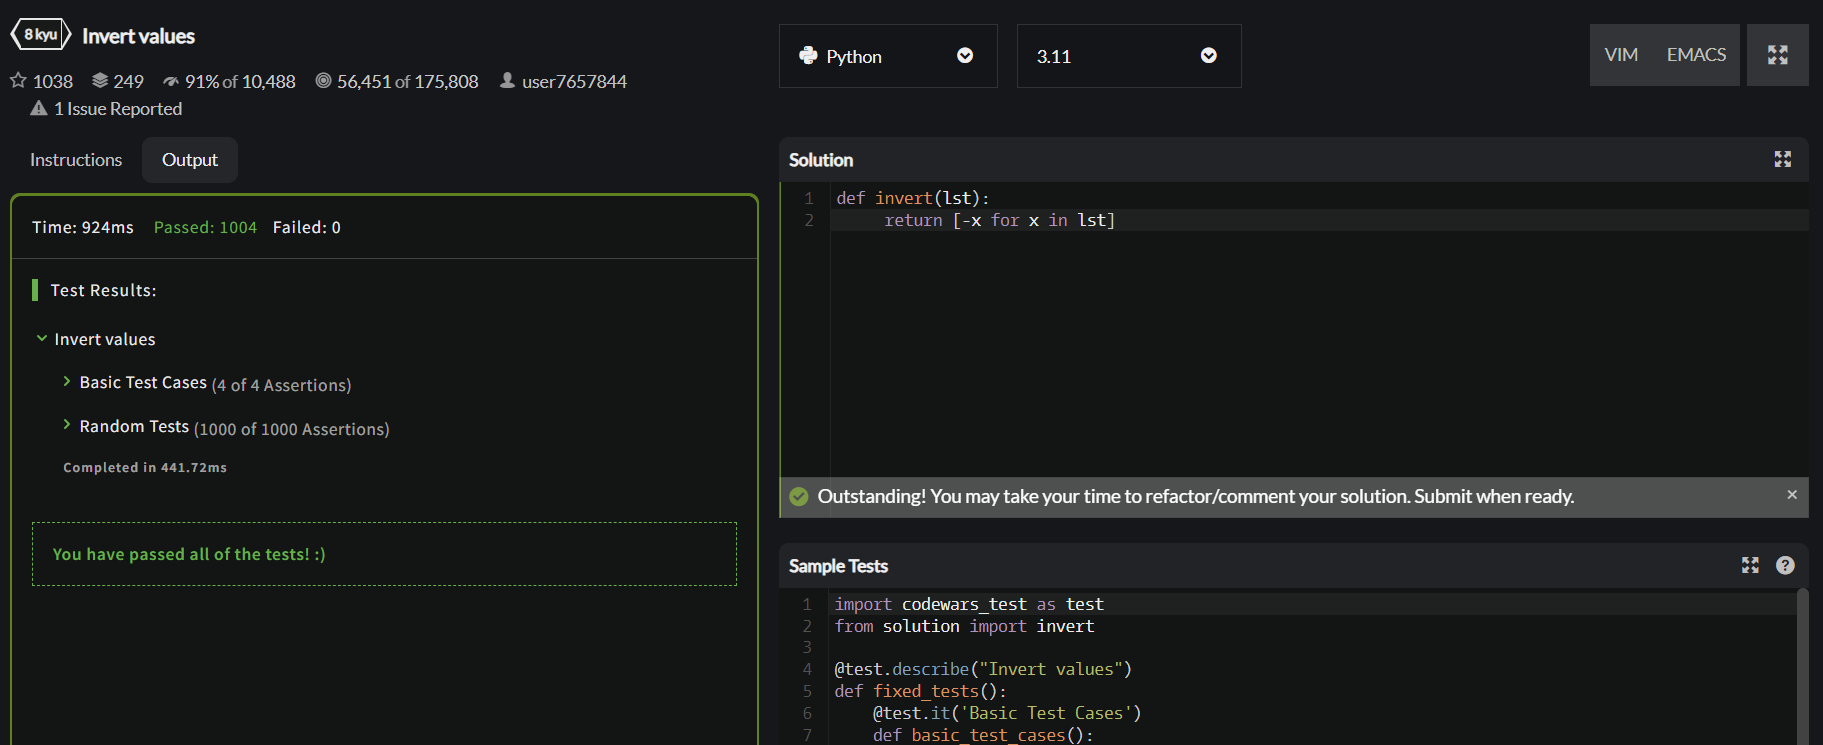 8 kyu Invert values
1038 249 91% of 10,488 56,451 of 175,808 user7657844
1 Issue Reported
Instructions Output
Time: 924ms Passed: 1004 Failed: 0
Test Results:
Invert values
Basic Test Cases (4 of 4 Assertions)
Random Tests (1000 of 1000 Assertions)
Completed in 441.72ms
You have passed all of the tests! :)
Python 3.11 VIM EMACS
Solution
1 def invert(lst):
2 return [-x for x in lst]
Outstanding! You may take your time to refactor/comment your solution. Submit when ready. ×
Sample Tests ?
1 import codewars_test as test
2 from solution import invert
3
4 @test.describe("Invert values")
5 def fixed_tests():
6 @test.it('Basic Test Cases')
7 def basic_test_cases():